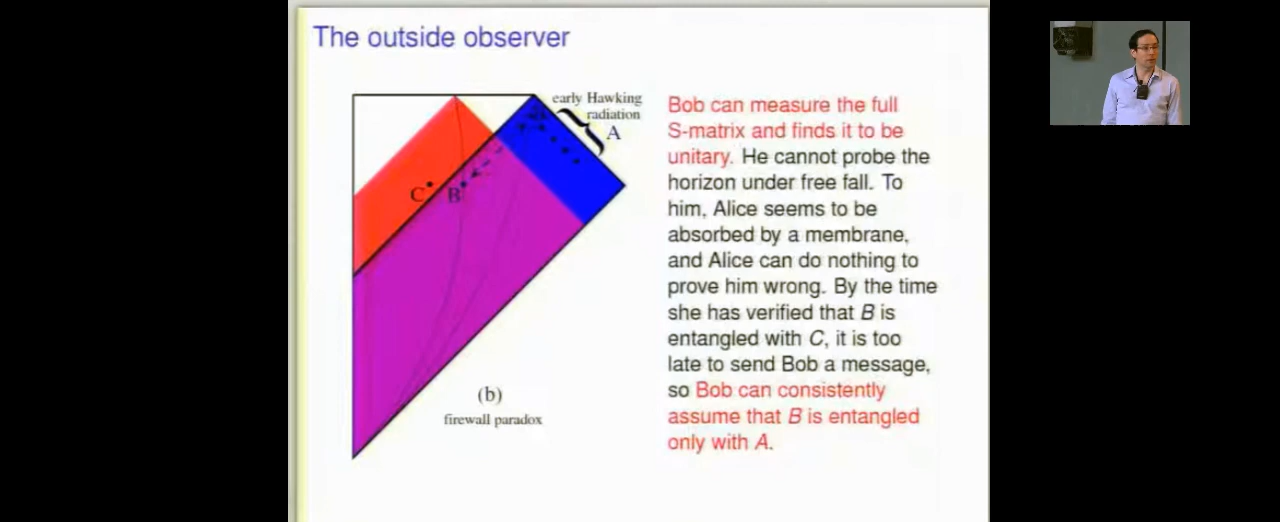 The outside observer
early Hawking
radiation
A
C
B
(b)
firewall paradox
Bob can measure the full
S-matrix and finds it to be
unitary. He cannot probe the
horizon under free fall. To
him, Alice seems to be
absorbed by a membrane,
and Alice can do nothing to
prove him wrong. By the time
she has verified that B is
entangled with C, it is too
late to send Bob a message,
so Bob can consistently
assume that B is entangled
only with A.